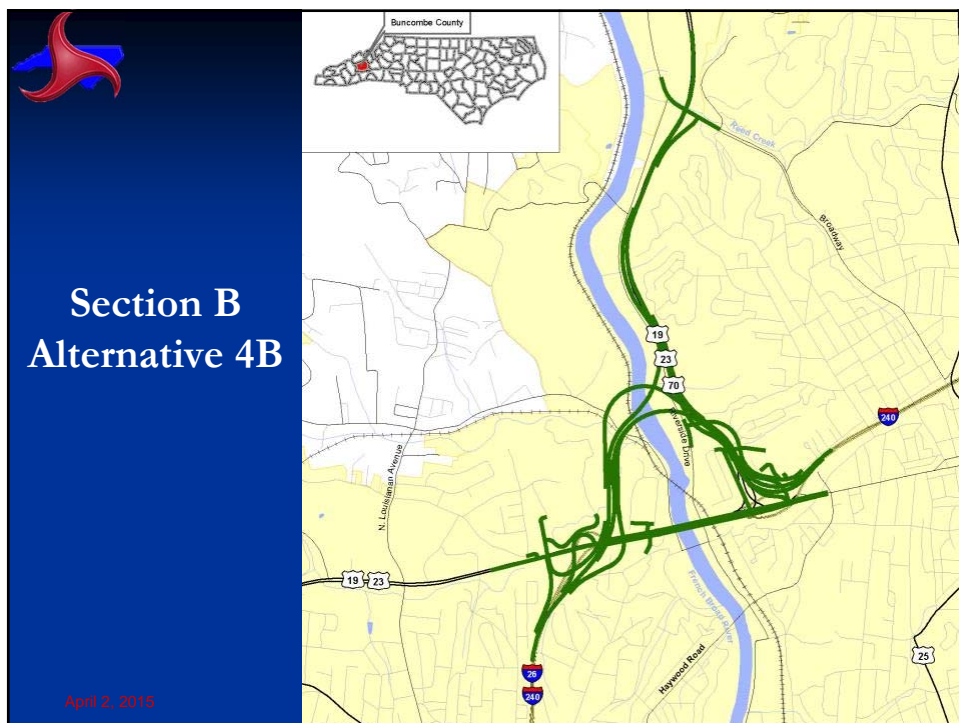 Section B
Alternative 4B
April 2, 2015
Buncombe County
Reed Creek
Broadway
19
23
70
240
Riverside Drive
N. Louisianan Avenue
19 23
French Broad River
Haywood Road
25
26
240